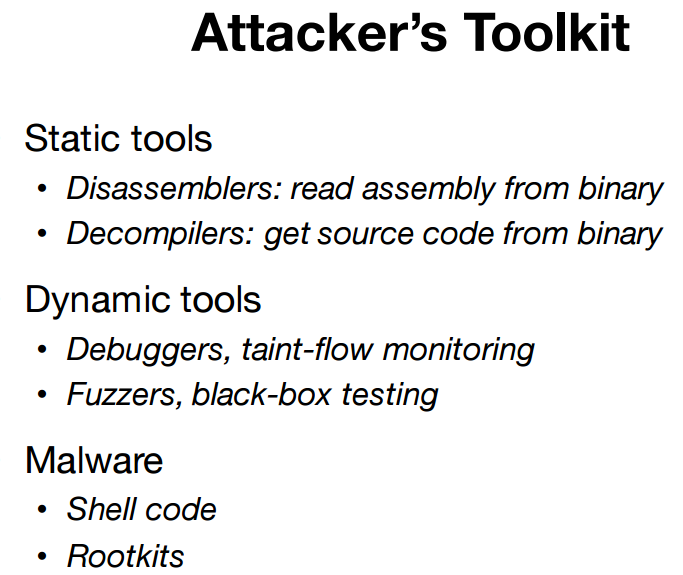 Attacker’s Toolkit
Static tools
• Disassemblers: read assembly from binary
• Decompilers: get source code from binary
Dynamic tools
• Debuggers, taint-flow monitoring
• Fuzzers, black-box testing
Malware
• Shell code
• Rootkits